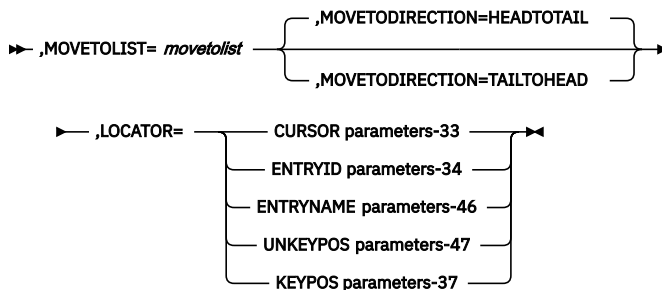 ,MOVETODIRECTION=HEADTOTAIL
,MOVETOLIST= movetolist
,MOVETODIRECTION=TAILTOHEAD
,LOCATOR= CURSOR parameters-33
ENTRYID parameters-34
ENTRYNAME parameters-46
UNKEYPOS parameters-47
KEYPOS parameters-37